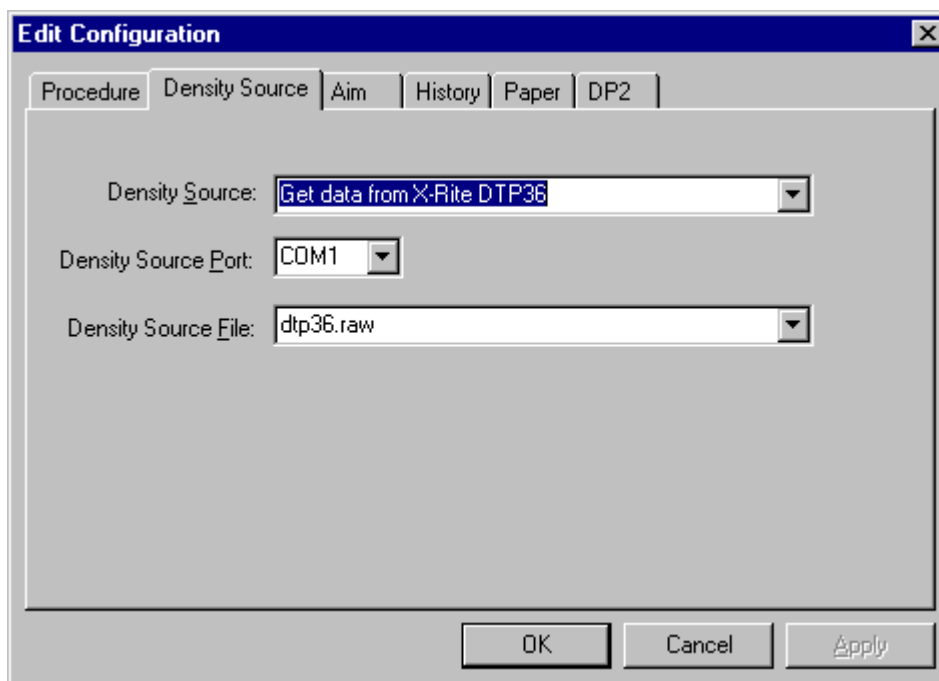 Edit Configuration
Procedure Density Source Aim History Paper DP2
Density Source: Get data from X-Rite DTP36
Density Source Port: COM1
Density Source File: dtp36.raw
OK Cancel Apply